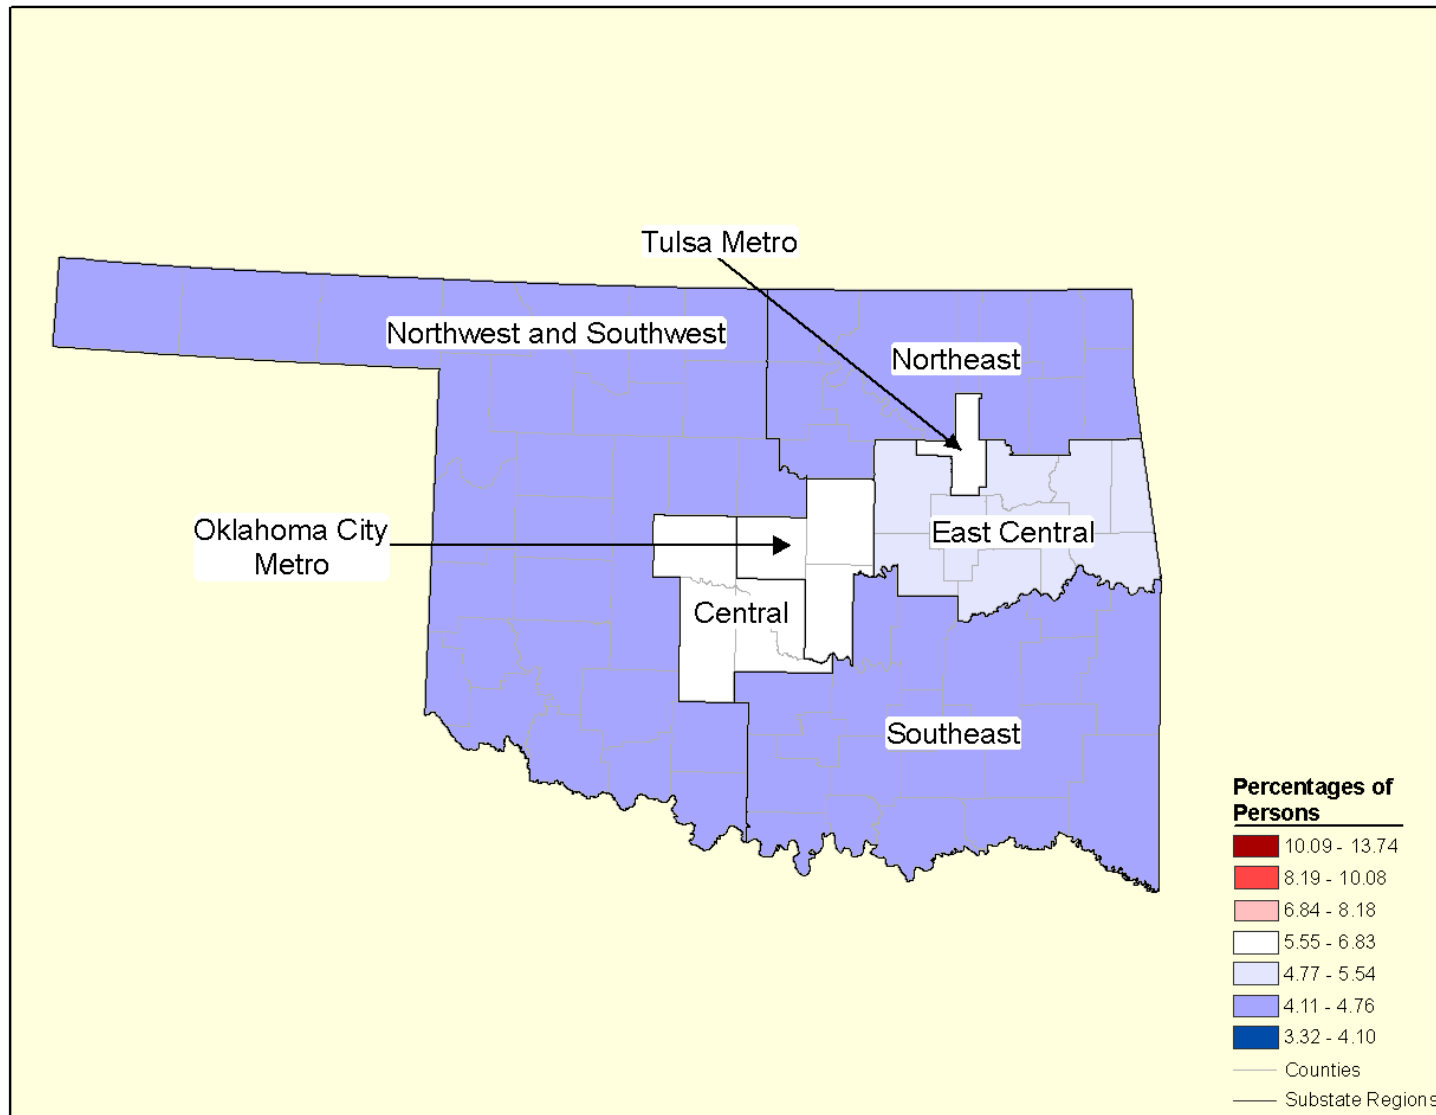 Tulsa Metro
Northwest and Southwest
Northeast
Oklahoma City
Metro
East Central
Central
Southeast
Percentages of
Persons
10.09 - 13.74
8.19 - 10.08
6.84 - 8.18
5.55 - 6.83
4.77 - 5.54
4.11 - 4.76
3.32 - 4.10
Counties
Substate Regions